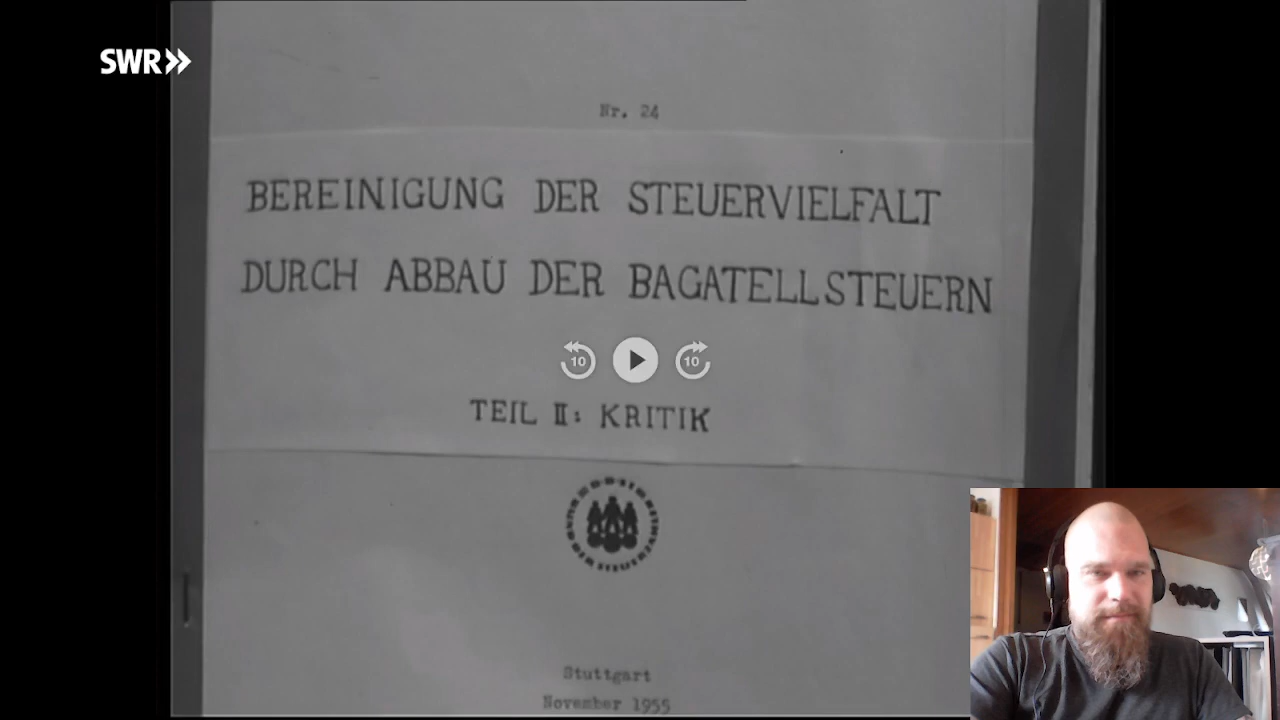 SWR
Nr. 24
BEREINIGUNG DER STEUERVIELFALT
DURCH ABBAU DER BAGATELLSTEUERN
10
10
TEIL II: KRITIK
Stuttgart
November 1955